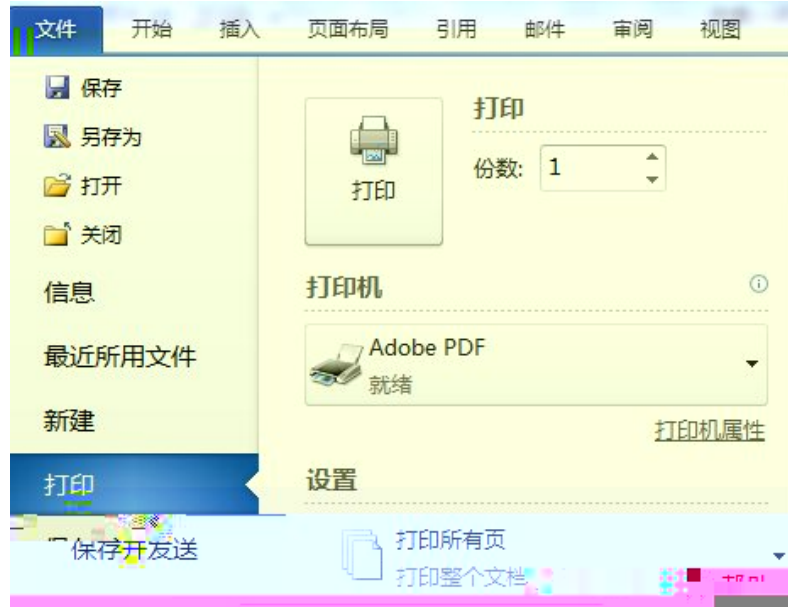 文件 开始 插入 页面布局 引用 邮件 审阅 视图
保存
另存为
打开
关闭
信息
最近所用文件
新建
打印
保存并发送
打印
打印
份数: 1
打印机
Adobe PDF
就绪
打印机属性
设置
打印所有页
打印整个文档